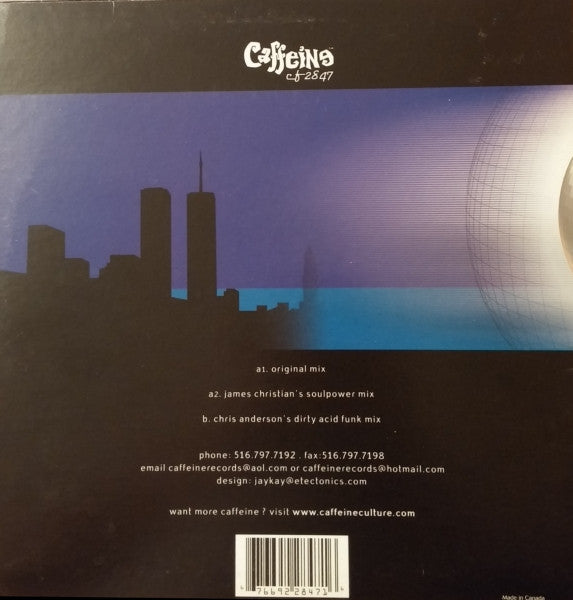 Caffeine
cf-2847
a1. original mix
a2. james christian's soulpower mix
b. chris anderson's dirty acid funk mix
phone: 516.797.7192 . fax:516.797.7198
email caffeinerecords@aol.com or caffeinerecords@hotmail.com
design: jaykay@etectonics.com
want more caffeine ? visit www.caffeineculture.com
76692 28471
Made in Canada